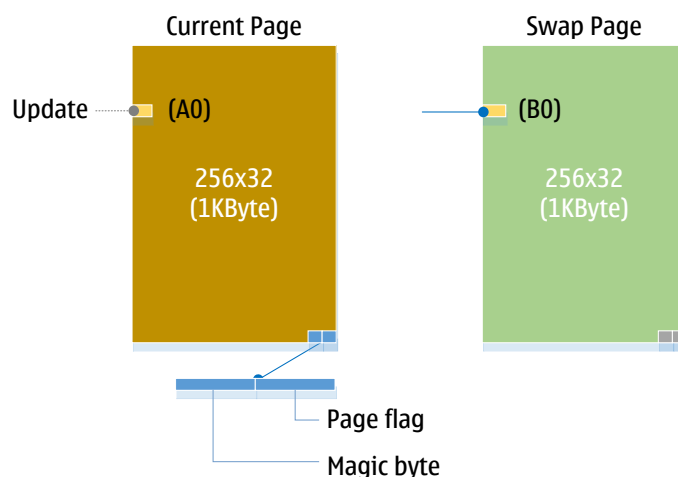 Current Page
Swap Page
Update
(A0)
(B0)
256x32
(1KByte)
256x32
(1KByte)
Page flag
Magic byte